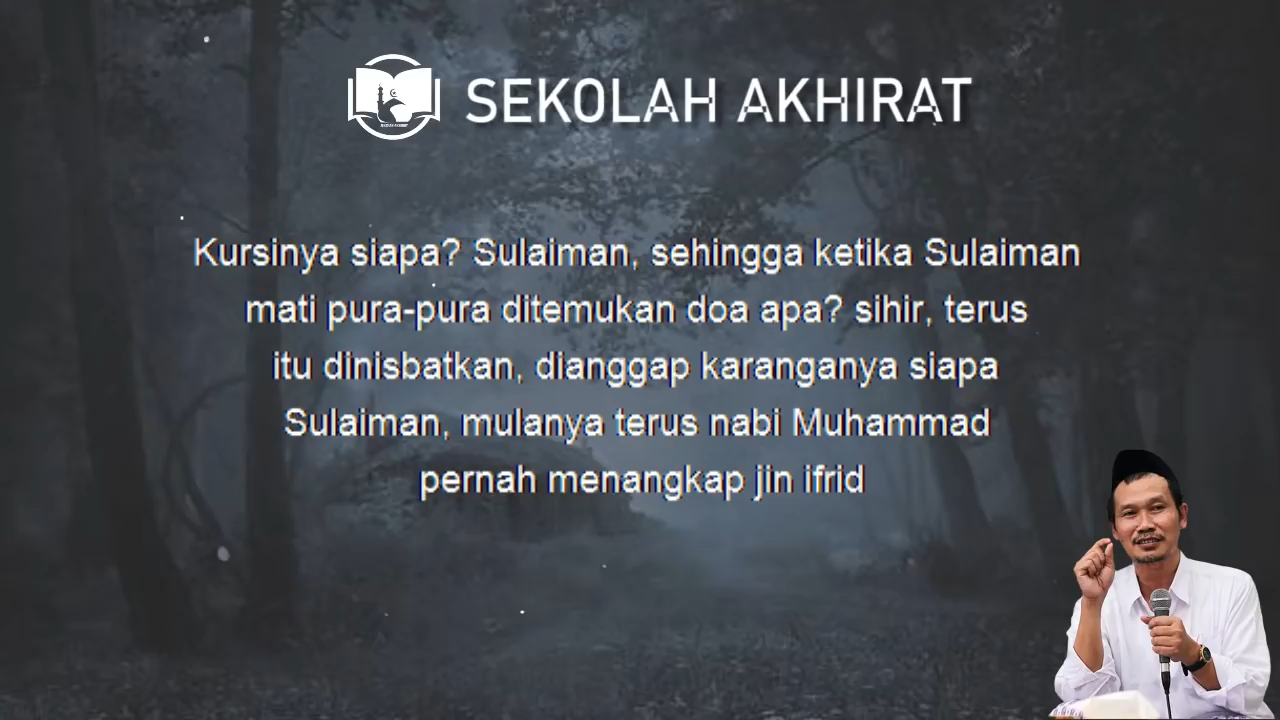 SEKOLAH AKHIRAT
Kursinya siapa? Sulaiman, sehingga ketika Sulaiman
mati pura-pura ditemukan doa apa? sihir, terus
itu dinisbatkan, dianggap karanganya siapa
Sulaiman, mulanya terus nabi Muhammad
pernah menangkap jin ifrid